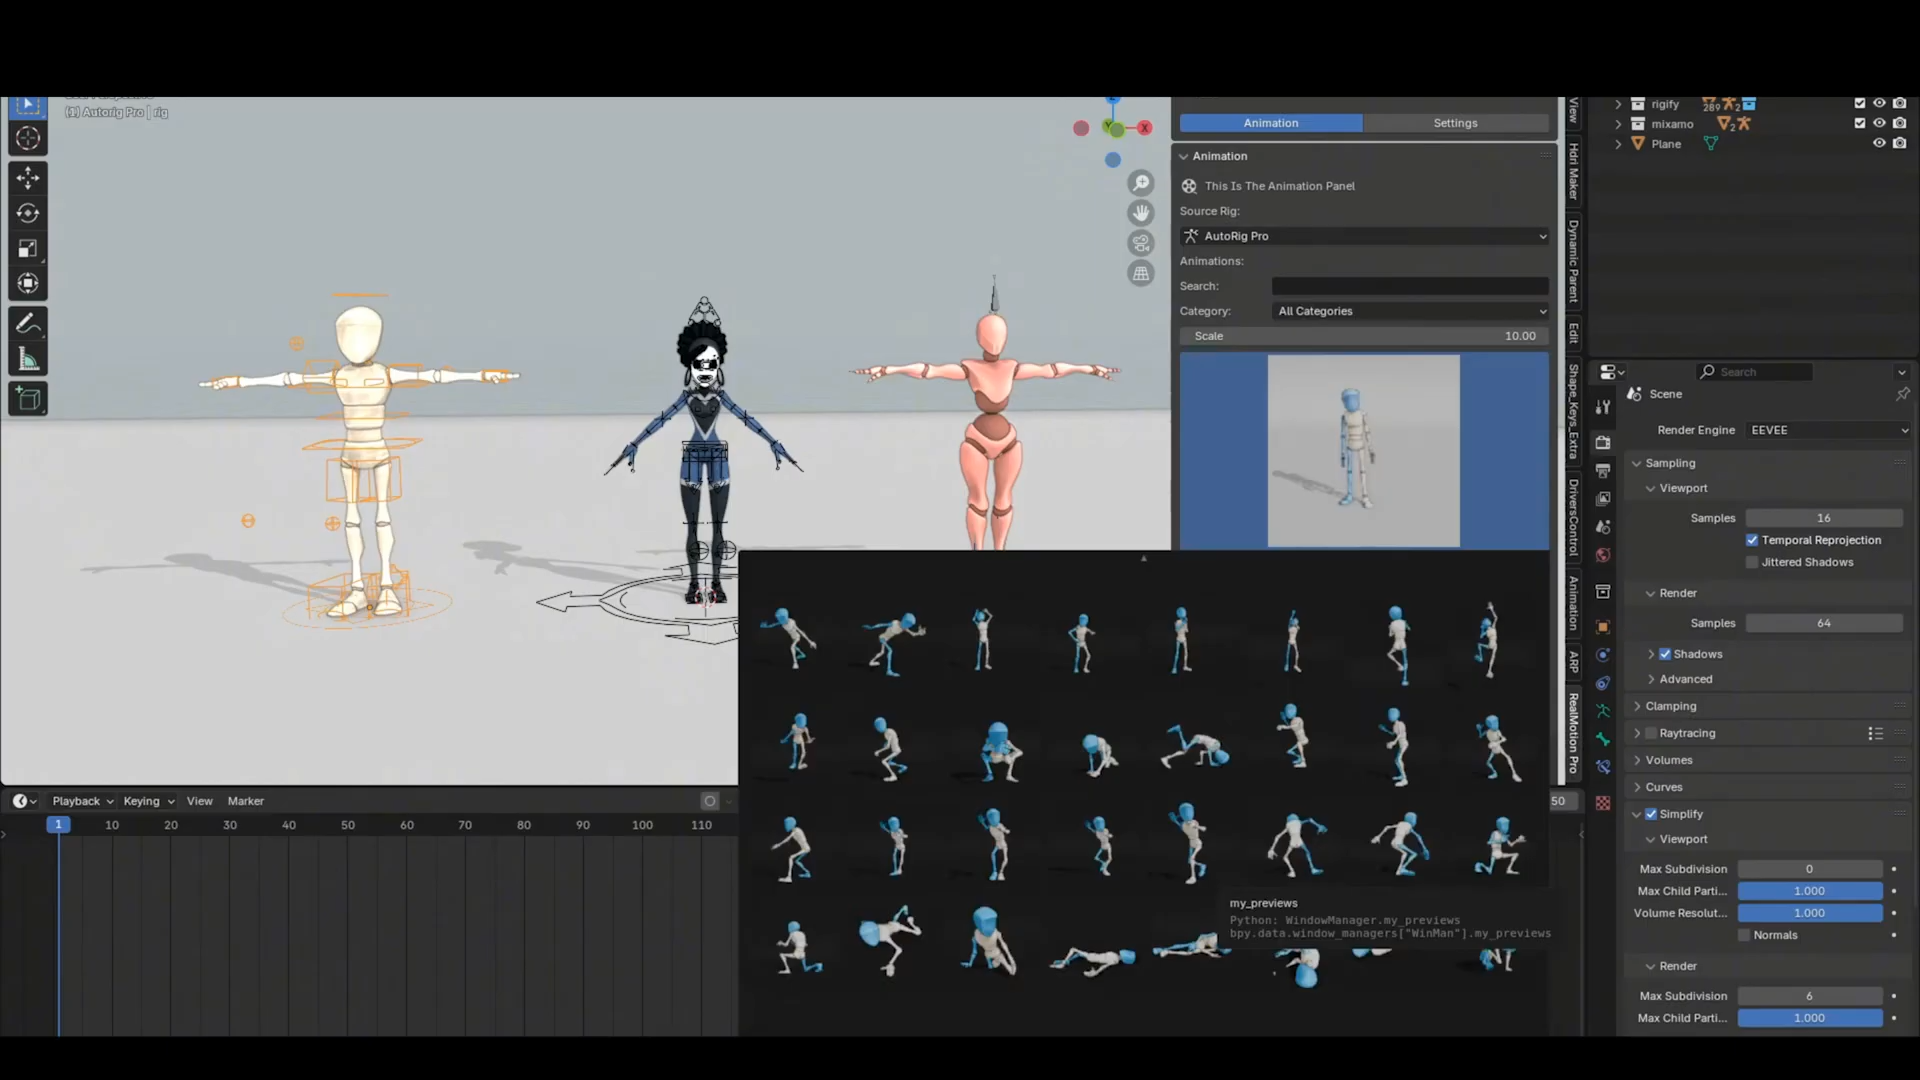 (1) Autorig Pro | rig
X
Animation
Settings
Animation
This Is The Animation Panel
Source Rig:
AutoRig Pro
Animations:
Search:
Category:
All Categories
Scale
10.00
View
Hdri Maker
Dynamic Parent
Edit
Shape_Keys_Extra
DriversControl
Animation
ARP
RealMotion Pro
rigify
289
2
mixamo
2
Plane
Search
Scene
Render Engine
EEVEE
Sampling
Viewport
Samples
16
Temporal Reprojection
Jittered Shadows
Render
Samples
64
Shadows
Advanced
Clamping
Raytracing
Volumes
Curves
Simplify
Viewport
Max Subdivision
0
Max Child Parti...
1.000
Volume Resolut...
1.000
Normals
Render
Max Subdivision
6
Max Child Parti...
1.000
my_previews
Python: WindowManager.my_previews
bpy.data.window_managers["WinMan"].my_previews
Playback
Keying
View
Marker
50
1
10
20
30
40
50
60
70
80
90
100
110